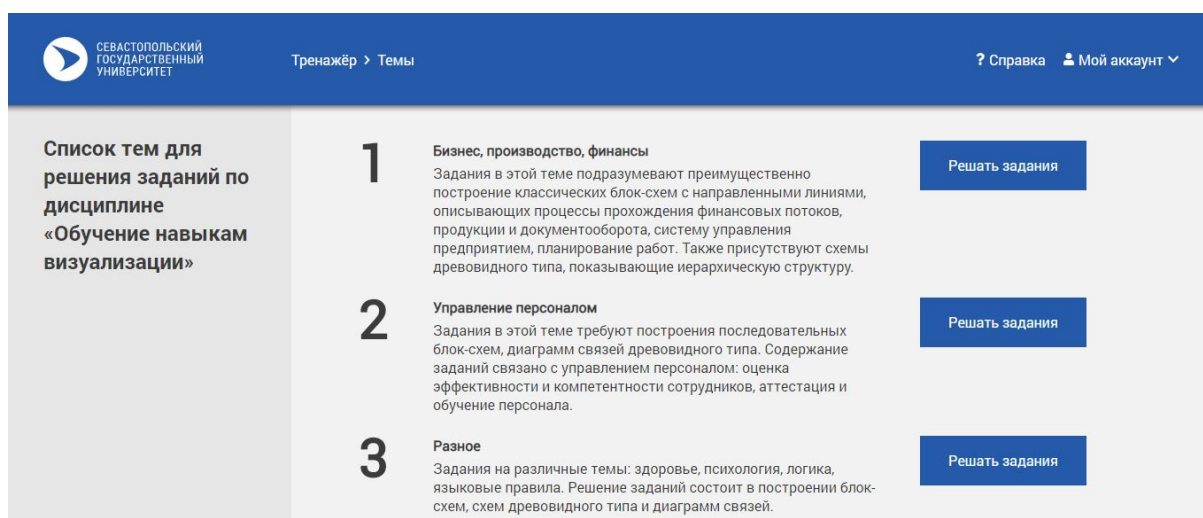 СЕВАСТОПОЛЬСКИЙ
ГОСУДАРСТВЕННЫЙ
УНИВЕРСИТЕТ
Тренажёр > Темы
? Справка
Мой аккаунт
Список тем для
решения заданий по
дисциплине
«Обучение навыкам
визуализации»
1
Бизнес, производство, финансы
Задания в этой теме подразумевают преимущественно
построение классических блок-схем с направленными линиями,
описывающих процессы прохождения финансовых потоков,
продукции и документооборота, систему управления
предприятием, планирование работ. Также присутствуют схемы
древовидного типа, показывающие иерархическую структуру.
Решать задания
2
Управление персоналом
Задания в этой теме требуют построения последовательных
блок-схем, диаграмм связей древовидного типа. Содержание
заданий связано с управлением персоналом: оценка
эффективности и компетентности сотрудников, аттестация и
обучение персонала.
Решать задания
3
Разное
Задания на различные темы: здоровье, психология, логика,
языковые правила. Решение заданий состоит в построении блок-
схем, схем древовидного типа и диаграмм связей.
Решать задания